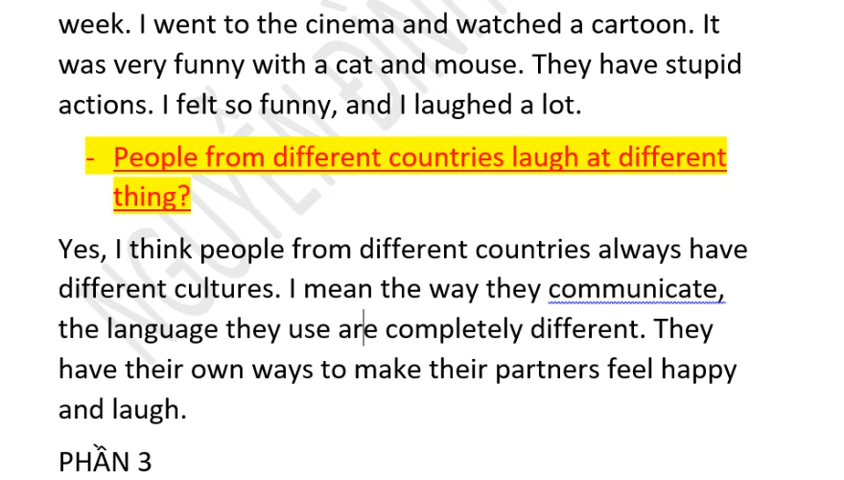 week. I went to the cinema and watched a cartoon. It
was very funny with a cat and mouse. They have stupid
actions. I felt so funny, and I laughed a lot.
- People from different countries laugh at different
thing?
Yes, I think people from different countries always have
different cultures. I mean the way they communicate,
the language they use are completely different. They
have their own ways to make their partners feel happy
and laugh.
PHẦN 3
NGUYỄN ĐÌN